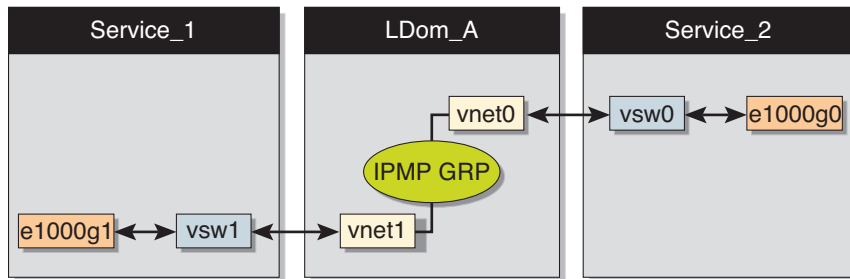 Service_1
LDom_A
Service_2
vnet0
vsw0
e1000g0
IPMP GRP
e1000g1
vsw1
vnet1